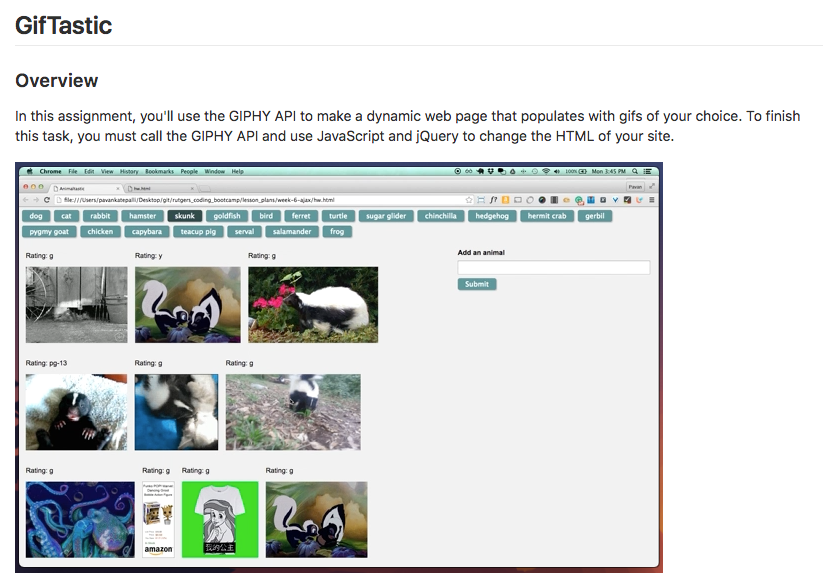 GifTastic
Overview
In this assignment, you'll use the GIPHY API to make a dynamic web page that populates with gifs of your choice. To finish
this task, you must call the GIPHY API and use JavaScript and jQuery to change the HTML of your site.
Chrome File Edit View History Bookmarks People Window Help 100% Mon 3:45 PM
Animaltastic hw.html Pavan
file:///Users/pavankatepalli/Desktop/git/rutgers_coding_bootcamp/lesson_plans/week-6-ajax/hw.html
dog cat rabbit hamster skunk goldfish bird ferret turtle sugar glider chinchilla hedgehog hermit crab gerbil
pygmy goat chicken capybara teacup pig serval salamander frog
Add an animal
Submit
Rating: g Rating: y Rating: g
Rating: pg-13 Rating: g Rating: g
Rating: g Rating: g Rating: g Rating: g
amazon
我的公主